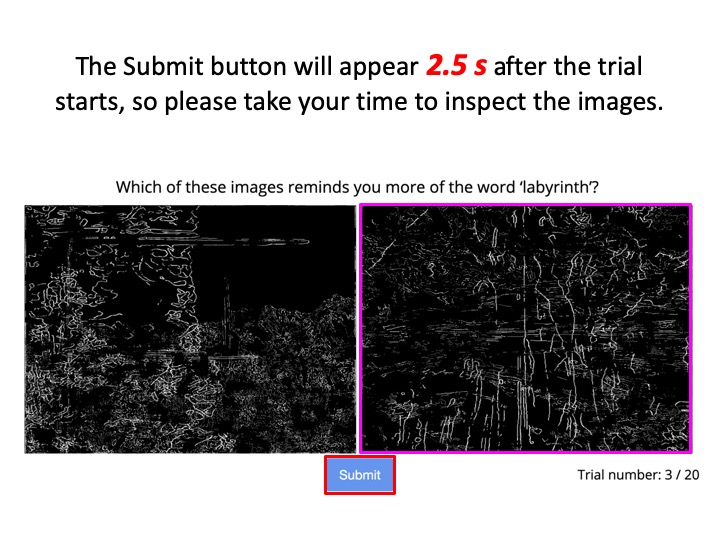 The Submit button will appear 2.5 s after the trial
starts, so please take your time to inspect the images.
Which of these images reminds you more of the word ‘labyrinth’?
Submit
Trial number: 3 / 20